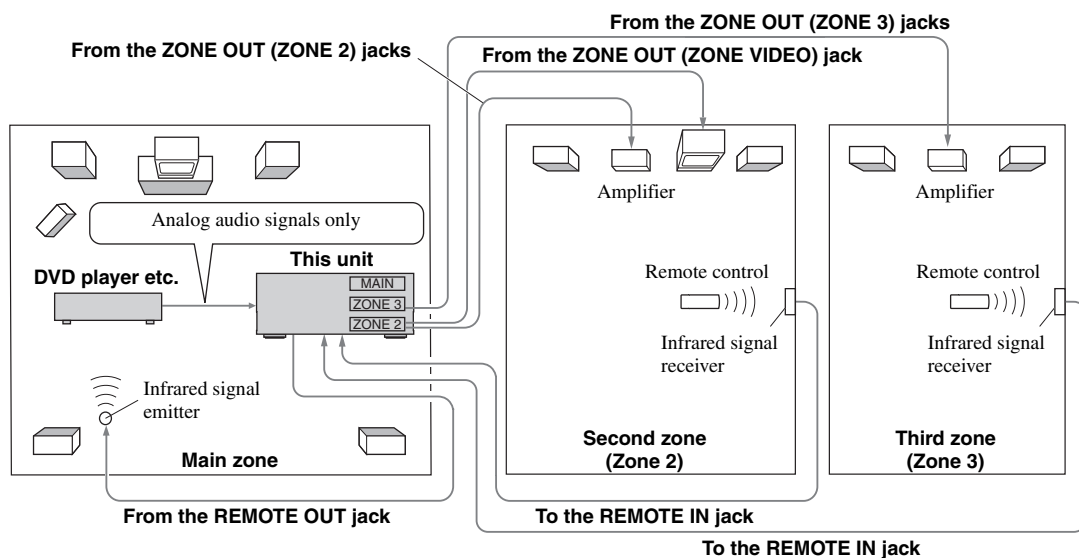 From the ZONE OUT (ZONE 3) jacks
From the ZONE OUT (ZONE 2) jacks
From the ZONE OUT (ZONE VIDEO) jack
Analog audio signals only
DVD player etc.
This unit
MAIN
ZONE 3
ZONE 2
Infrared signal
emitter
Main zone
From the REMOTE OUT jack
Amplifier
Remote control
Infrared signal
receiver
Second zone
(Zone 2)
To the REMOTE IN jack
Amplifier
Remote control
Infrared signal
receiver
Third zone
(Zone 3)
To the REMOTE IN jack